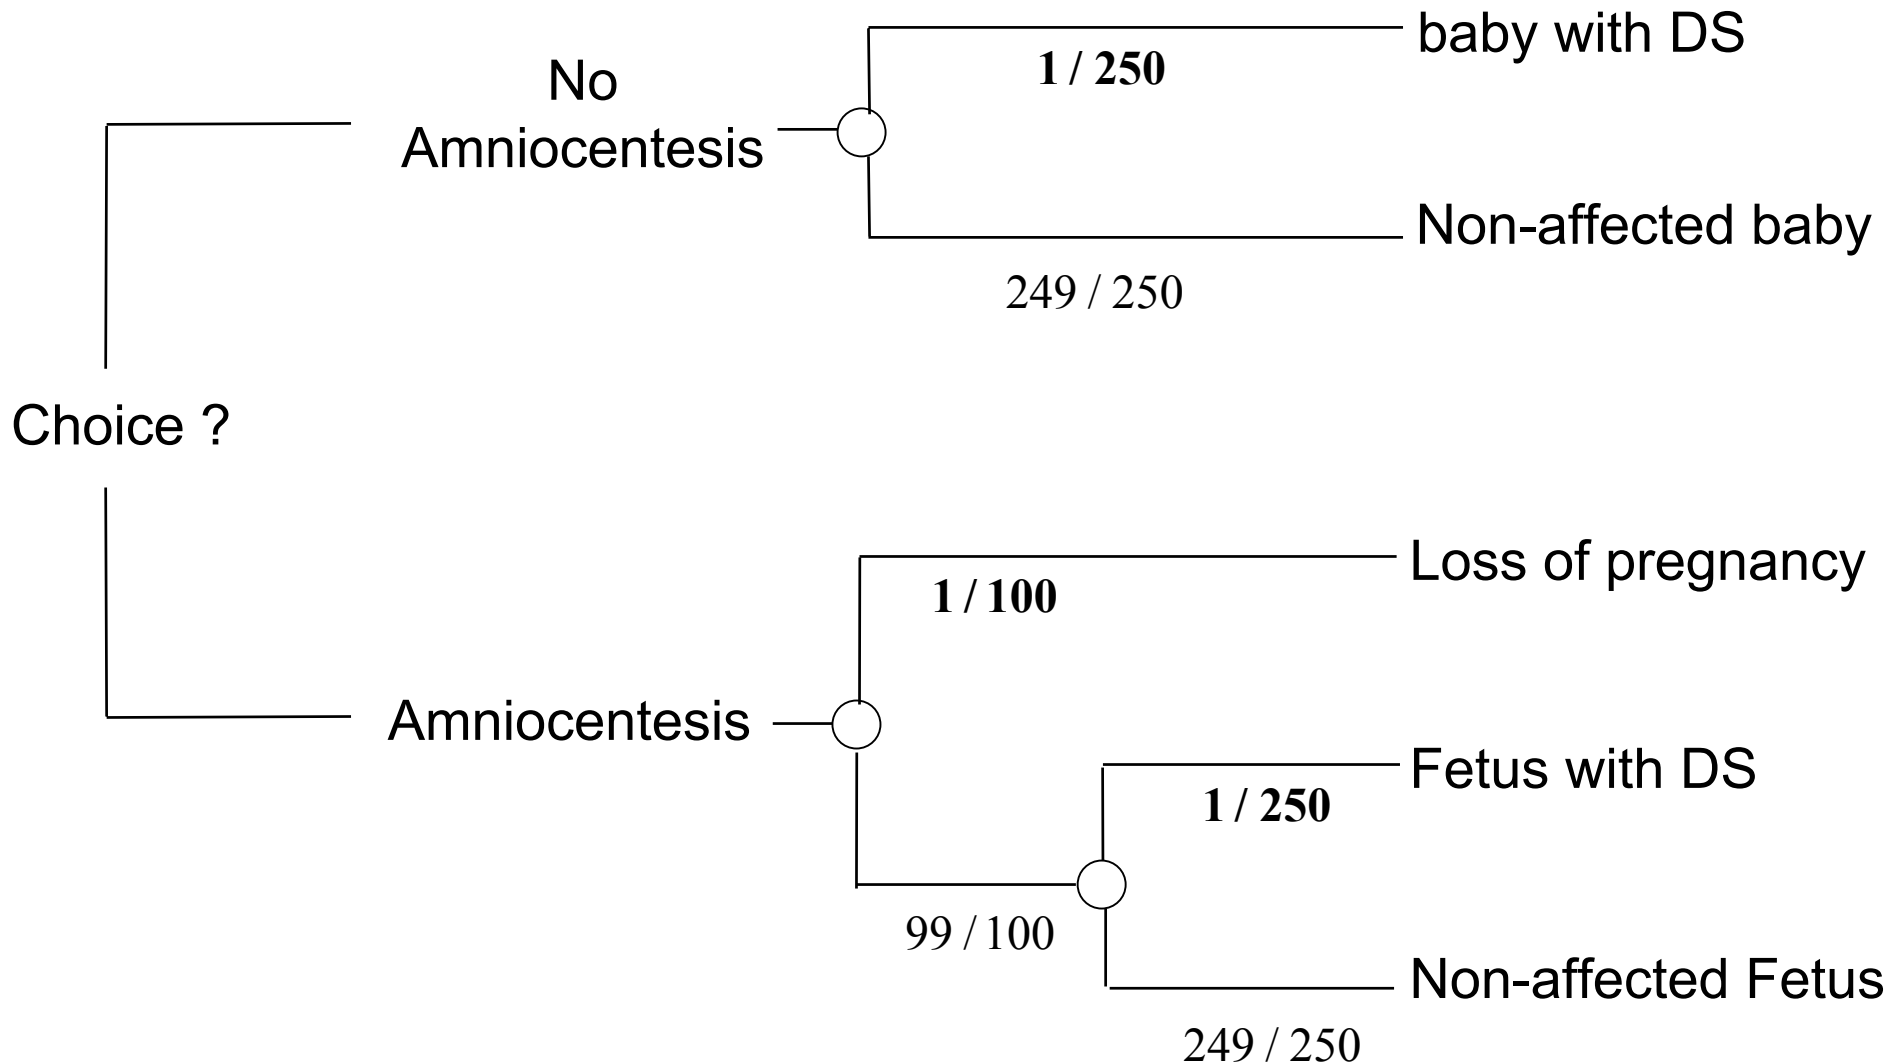 baby with DS
1 / 250
No
Amniocentesis
Non-affected baby
249 / 250
Choice ?
Loss of pregnancy
1 / 100
Amniocentesis
Fetus with DS
1 / 250
99 / 100
Non-affected Fetus
249 / 250